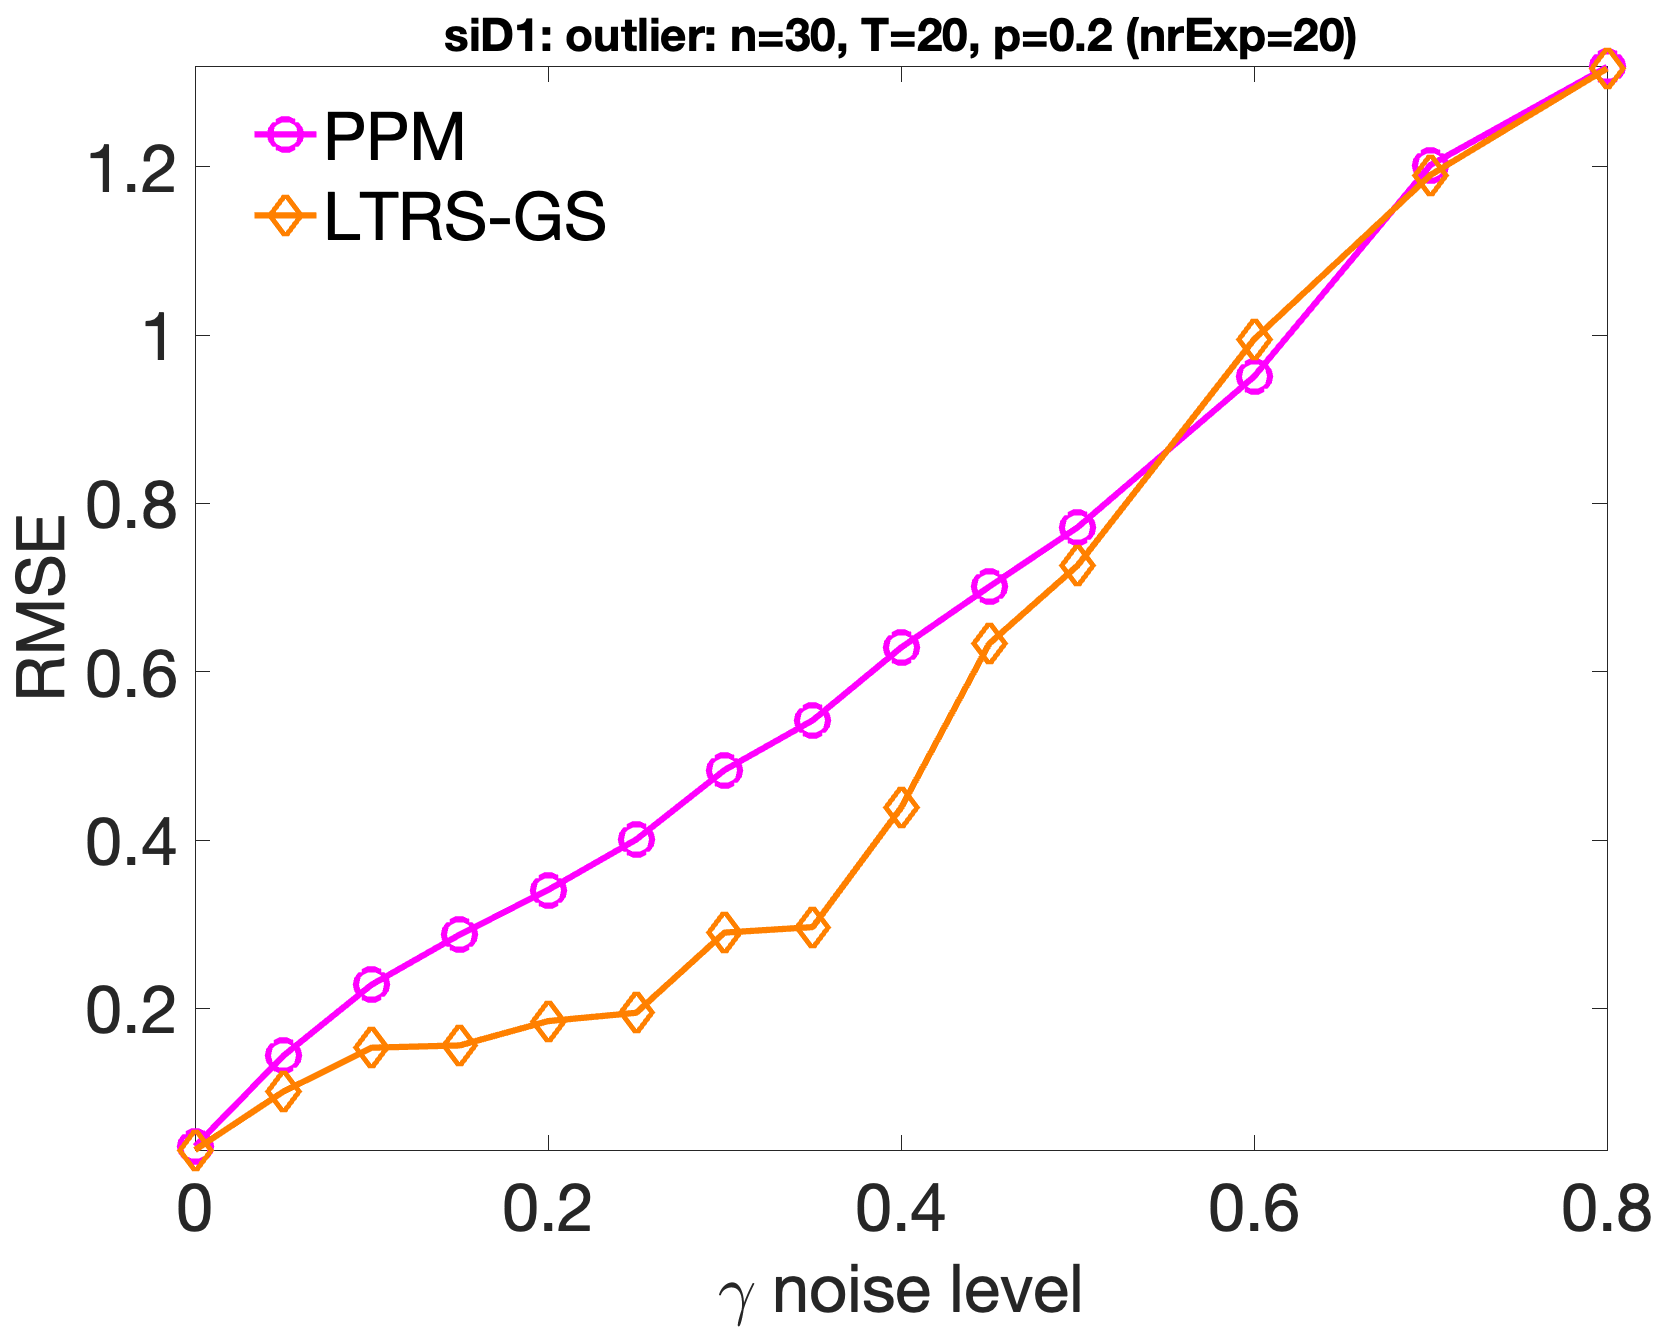 siD1: outlier: n=30, T=20, p=0.2 (nrExp=20)
PPM
LTRS-GS
1.2
1
0.8
0.6
0.4
0.2
RMSE
0 0.2 0.4 0.6 0.8
γ noise level